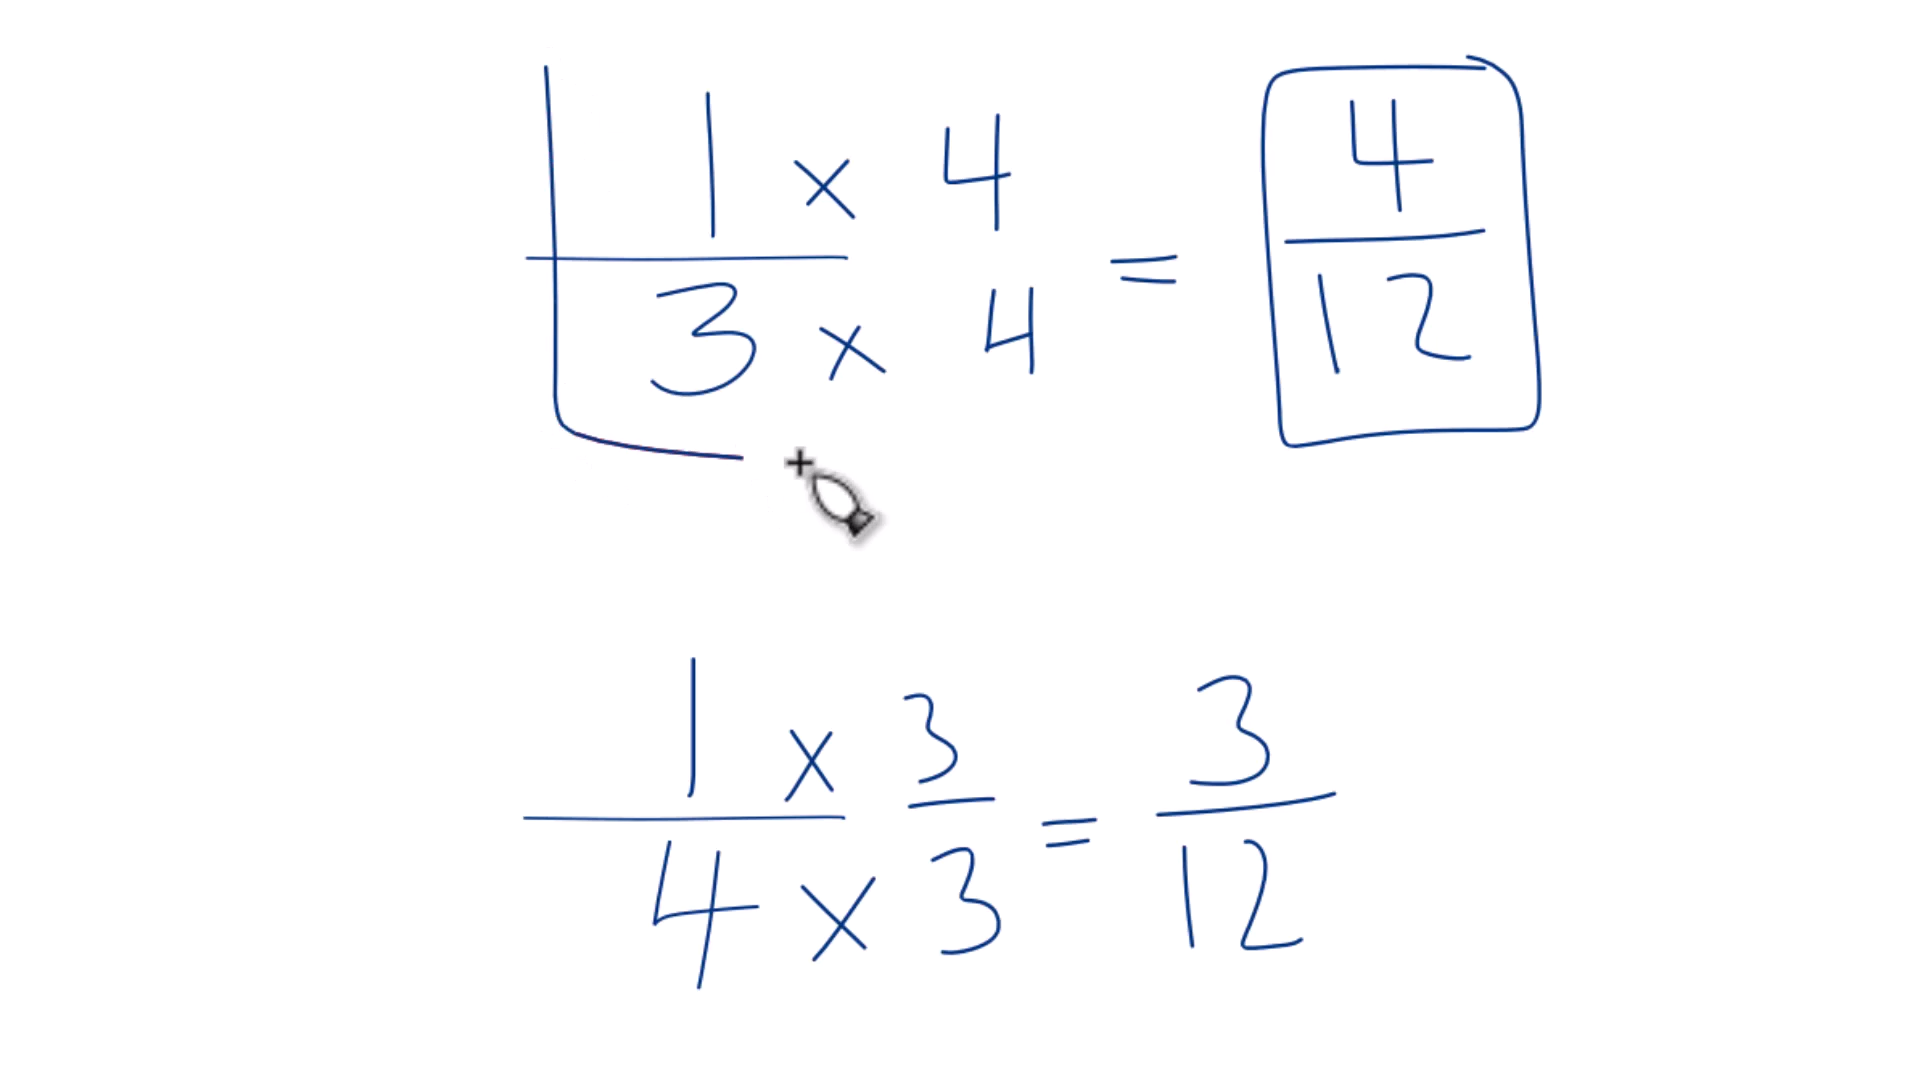 1 × 4
3 × 4
=
4
12
1 × 3
4 × 3
=
3
12